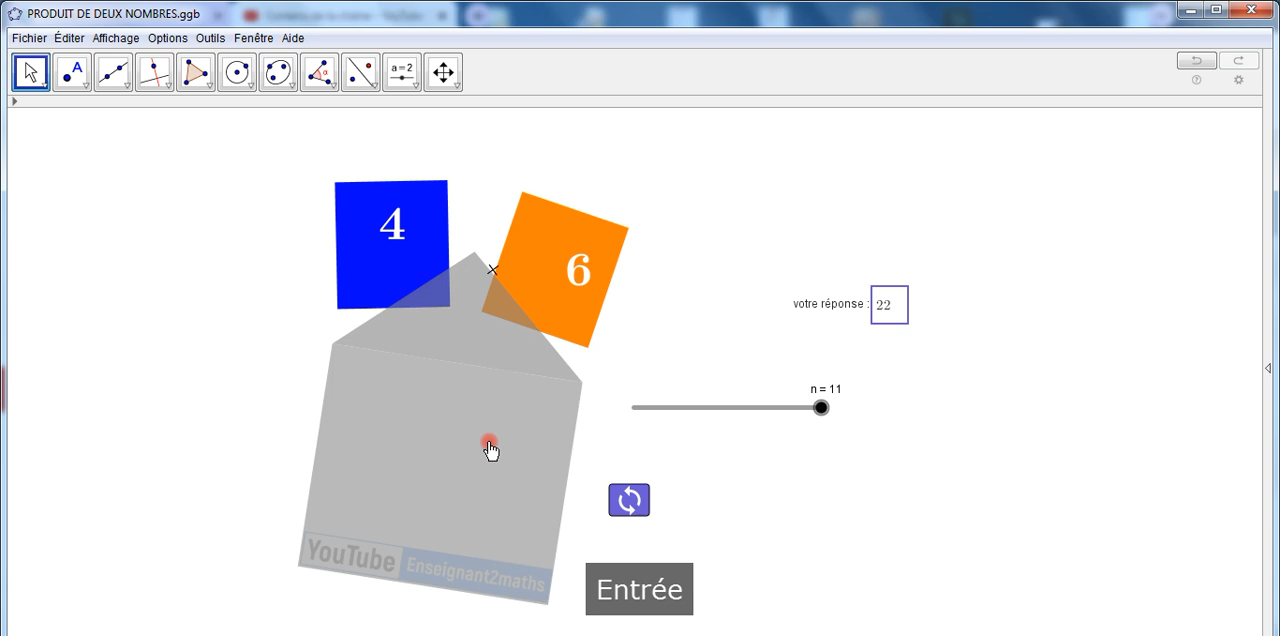 PRODUIT DE DEUX NOMBRES.ggb
Fichier Éditer Affichage Options Outils Fenêtre Aide
A
α
a = 2
4
6
votre réponse : 22
n = 11
YouTube Enseignant2maths
Entrée